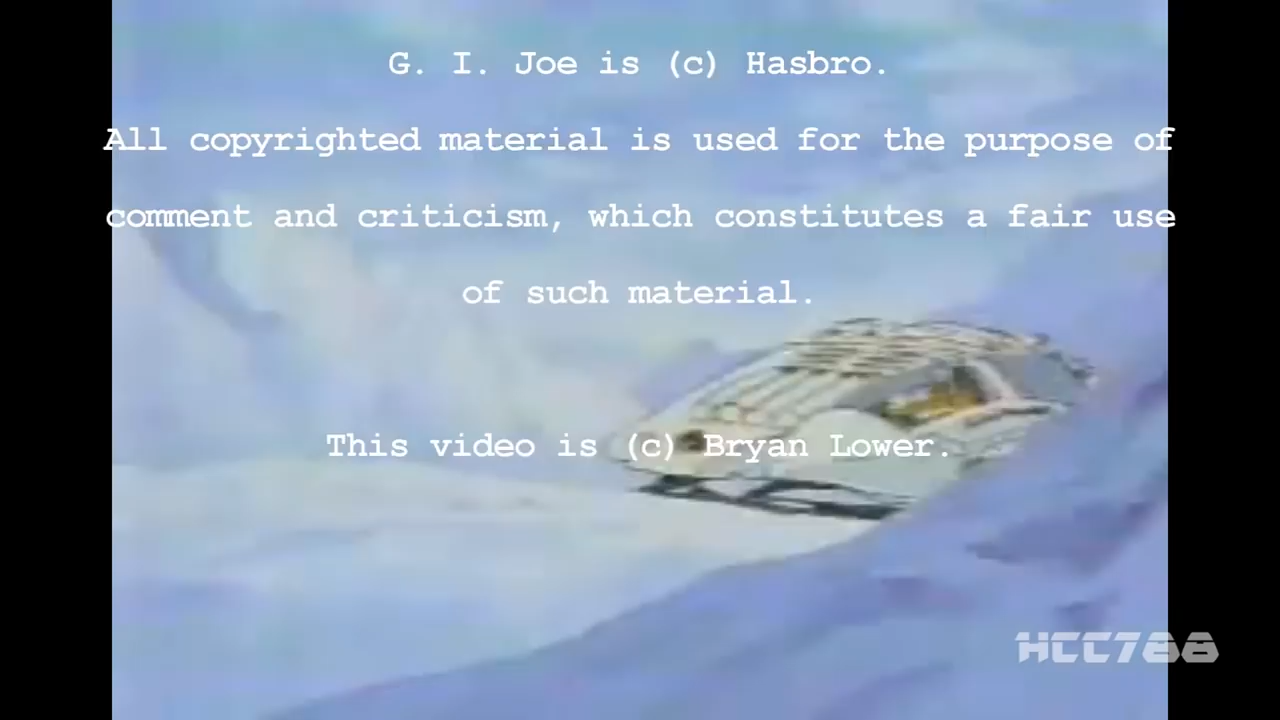 G. I. Joe is (c) Hasbro.
All copyrighted material is used for the purpose of
comment and criticism, which constitutes a fair use
of such material.
This video is (c) Bryan Lower.
HCC788